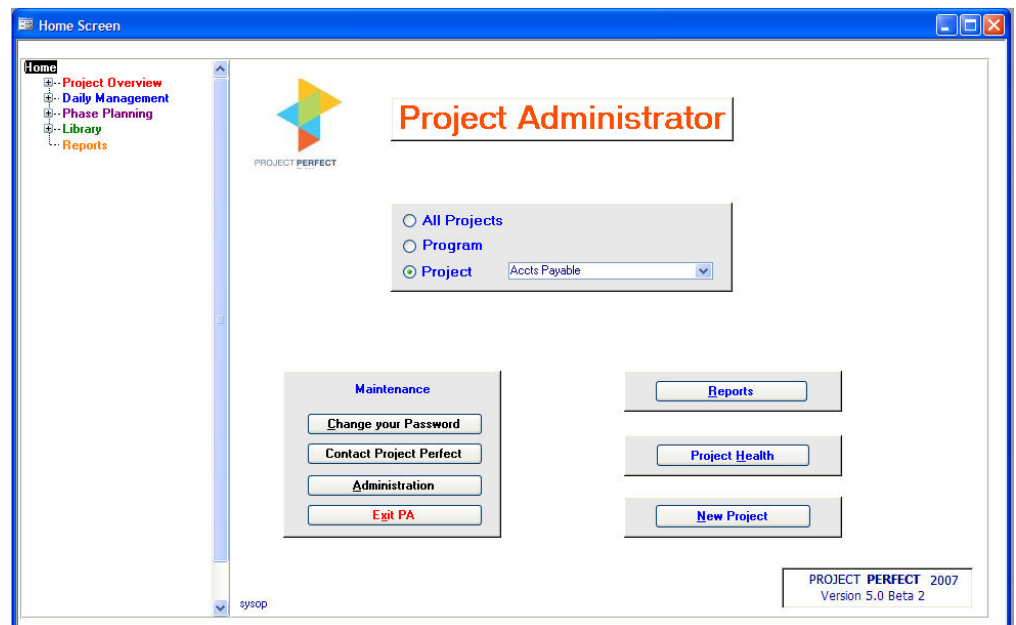 Home Screen
Home
Project Overview
Daily Management
Phase Planning
Library
Reports
PROJECT PERFECT
Project Administrator
All Projects
Program
Project
Accts Payable
Maintenance
Change your Password
Contact Project Perfect
Administration
Exit PA
Reports
Project Health
New Project
PROJECT PERFECT 2007
Version 5.0 Beta 2
sysop